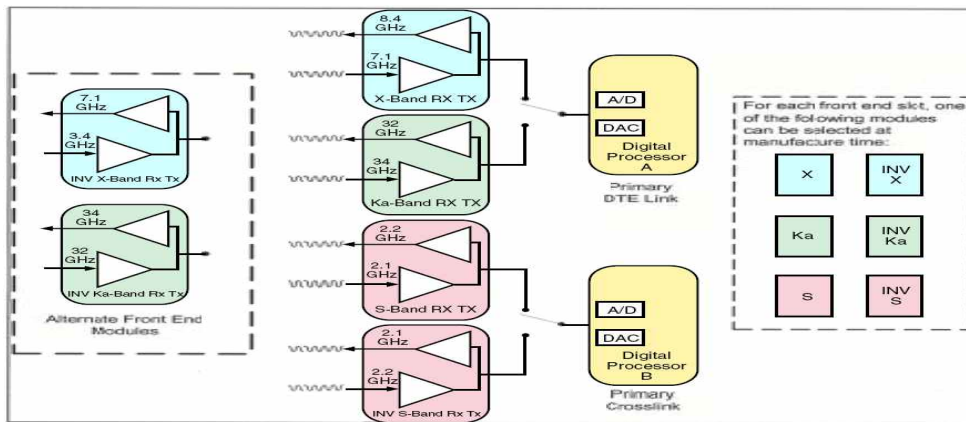 7.1
GHz
3.4
GHz
INV X-Band Rx Tx
34
GHz
32
GHz
INV Ka-Band Rx Tx
Alternate Front End
Modules
8.4
GHz
7.1
GHz
X-Band RX TX
32
GHz
34
GHz
Ka-Band RX TX
2.2
GHz
2.1
GHz
S-Band RX TX
2.1
GHz
2.2
GHz
INV S-Band Rx Tx
A/D
DAC
Digital
Processor
A
Primary
DTE Link
A/D
DAC
Digital
Processor
B
Primary
Crosslink
For each front end skt, one
of the following modules
can be selected at
manufacture time:
X
INV
X
Ka
INV
Ka
S
INV
S